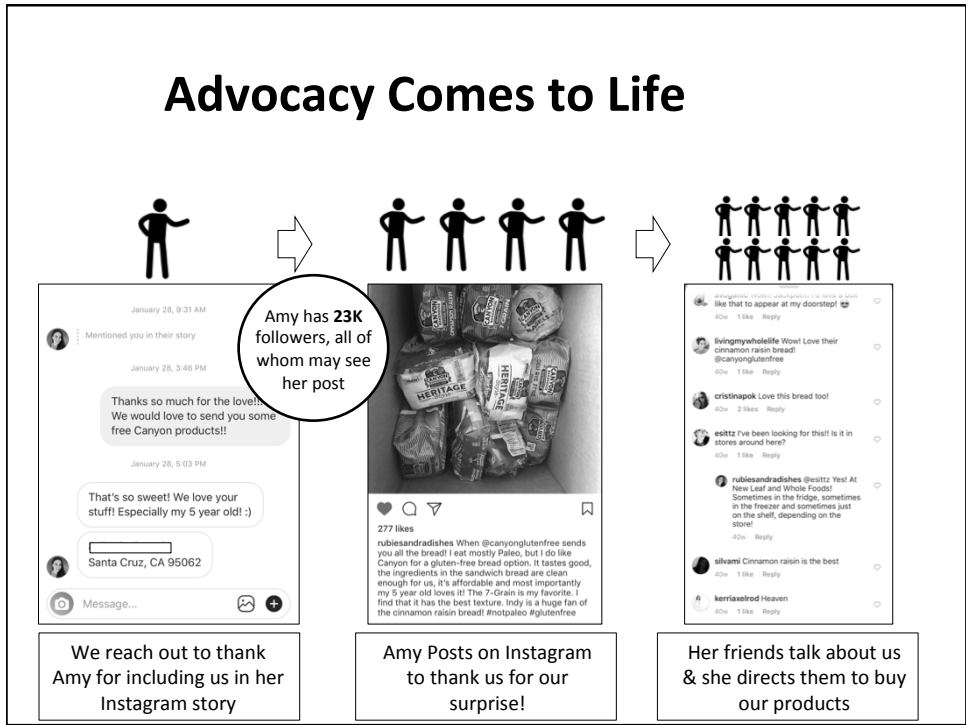 Advocacy Comes to Life
January 28, 9:31 AM
Mentioned you in their story
January 28, 3:46 PM
Thanks so much for the love!!!
We would love to send you some
free Canyon products!!
January 28, 5:03 PM
That's so sweet! We love your
stuff! Especially my 5 year old! :)
Santa Cruz, CA 95062
Message...
We reach out to thank
Amy for including us in her
Instagram story
Amy has 23K
followers, all of
whom may see
her post
CANYON
HERITAGE
HERITAGE
277 likes
rubiesandradishes When @canyonglutenfree sends
you all the bread! I eat mostly Paleo, but I do like
Canyon for a gluten-free bread option. It tastes good,
the ingredients in the sandwich bread are clean
enough for us, it's affordable and most importantly
my 5 year old loves it! The 7-Grain is my favorite. I
find that it has the best texture. Indy is a huge fan of
the cinnamon raisin bread! #notpaleo #glutenfree
Amy Posts on Instagram
to thank us for our
surprise!
like that to appear at my doorstep! 😍
40w 1 like Reply
livingmywholelife Wow! Love their
cinnamon raisin bread!
@canyonglutenfree
40w 1 like Reply
cristinapok Love this bread too!
40w 2 likes Reply
esittz I've been looking for this!! Is it in
stores around here?
40w 1 like Reply
rubiesandradishes @esittz Yes! At
New Leaf and Whole Foods!
Sometimes in the fridge, sometimes
in the freezer and sometimes just
on the shelf, depending on the
store!
40w Reply
silvami Cinnamon raisin is the best
40w 1 like Reply
kerriaxelrod Heaven
40w 1 like Reply
Her friends talk about us
& she directs them to buy
our products